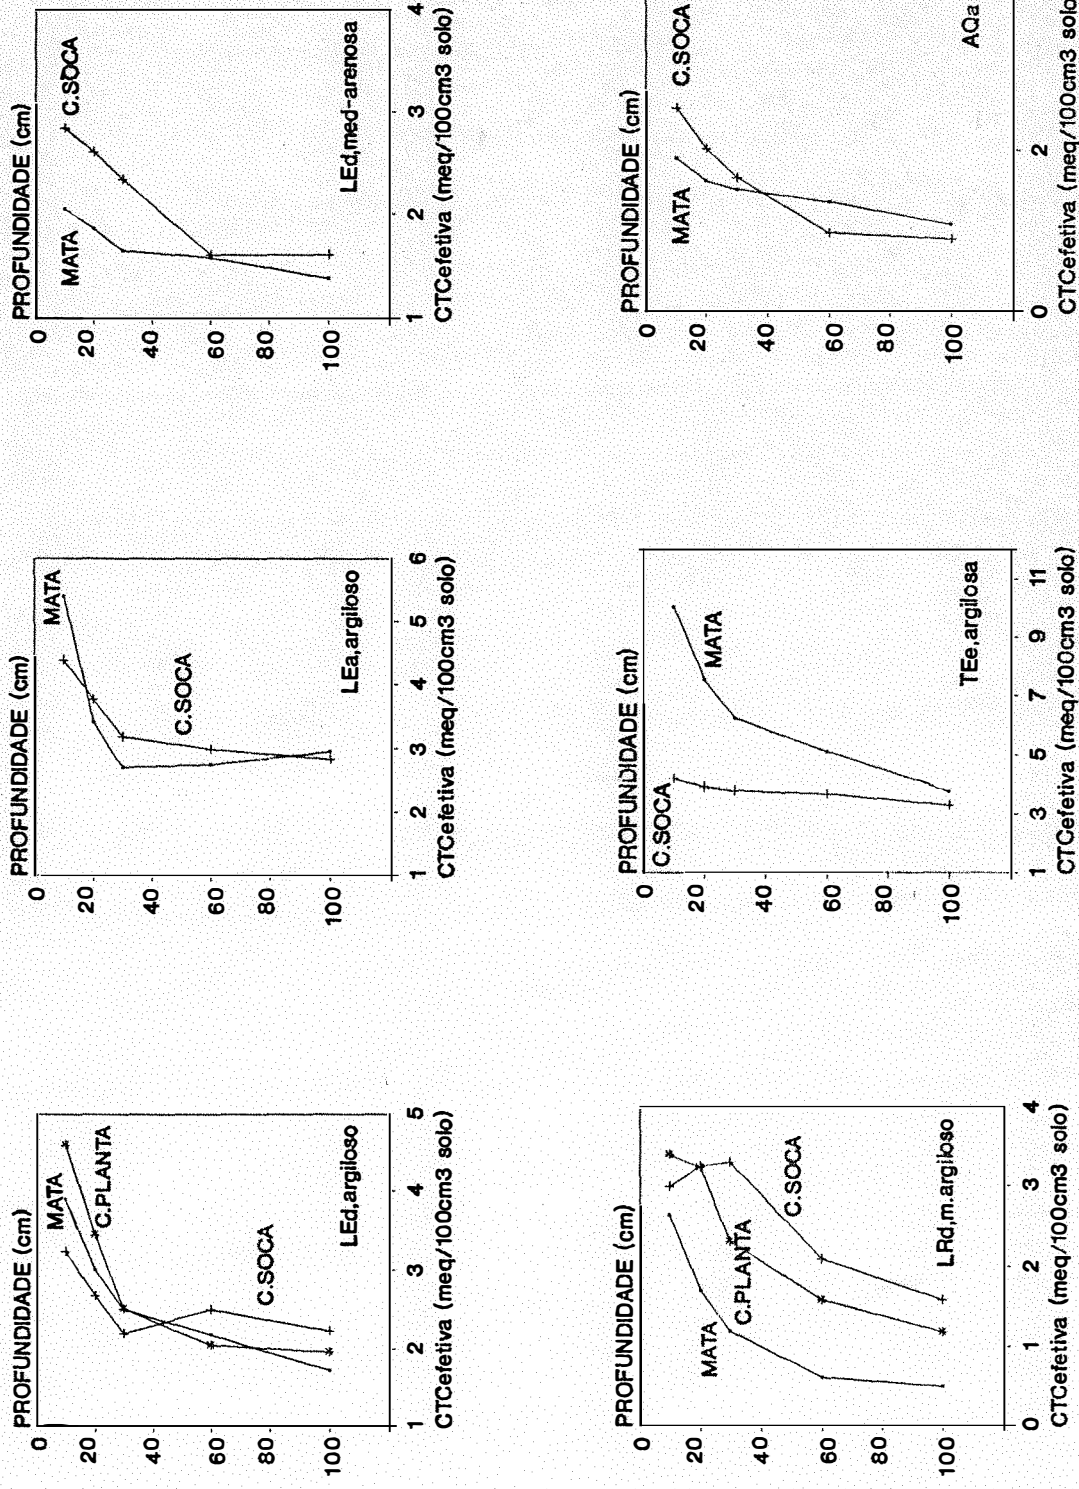 PROFUNDIDADE (cm)
0
20
40
60
80
100
MATA
C.PLANTA
C.SOCA
LEd,argiloso
1 2 3 4 5
CTCefetiva (meq/100cm3 solo)
PROFUNDIDADE (cm)
0
20
40
60
80
100
MATA
C.SOCA
LEa,argiloso
1 2 3 4 5 6
CTCefetiva (meq/100cm3 solo)
PROFUNDIDADE (cm)
0
20
40
60
80
100
C.SOCA
MATA
LEd,med-arenosa
1 2 3 4
CTCefetiva (meq/100cm3 solo)
PROFUNDIDADE (cm)
0
20
40
60
80
100
MATA
C.PLANTA
C.SOCA
LRd,m.argiloso
0 1 2 3 4
CTCefetiva (meq/100cm3 solo)
PROFUNDIDADE (cm)
0
20
40
60
80
100
C.SOCA
MATA
TEe,argilosa
1 3 5 7 9 11
CTCefetiva (meq/100cm3 solo)
PROFUNDIDADE (cm)
0
20
40
60
80
100
C.SOCA
MATA
AQa
0 2
CTCefetiva (meq/100cm3 solo)